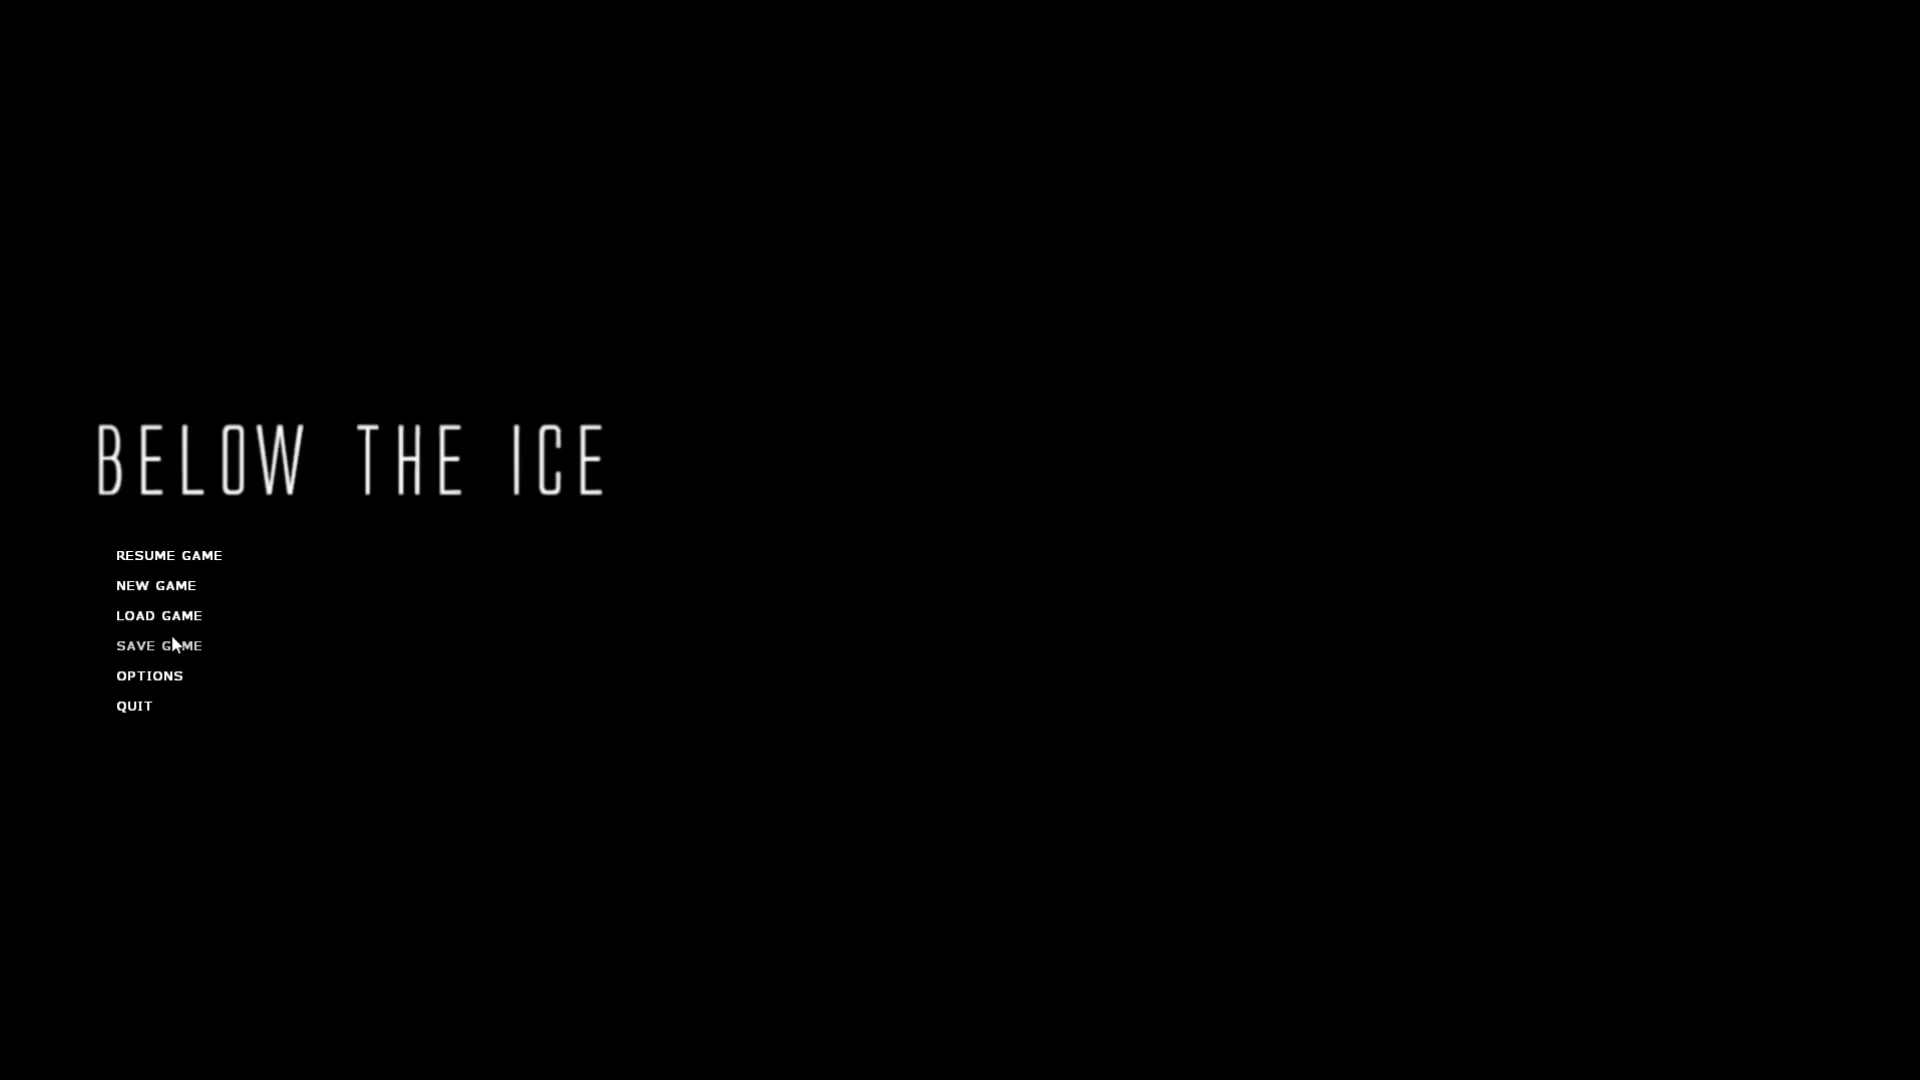 BELOW THE ICE
RESUME GAME
NEW GAME
LOAD GAME
SAVE GAME
OPTIONS
QUIT